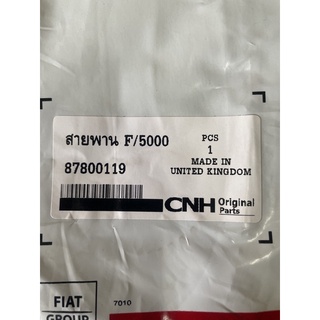 สายพาน F/5000
87800119
PCS
1
MADE IN
UNITED KINGDOM
CNH Original
Parts
FIAT
GROUP
7010